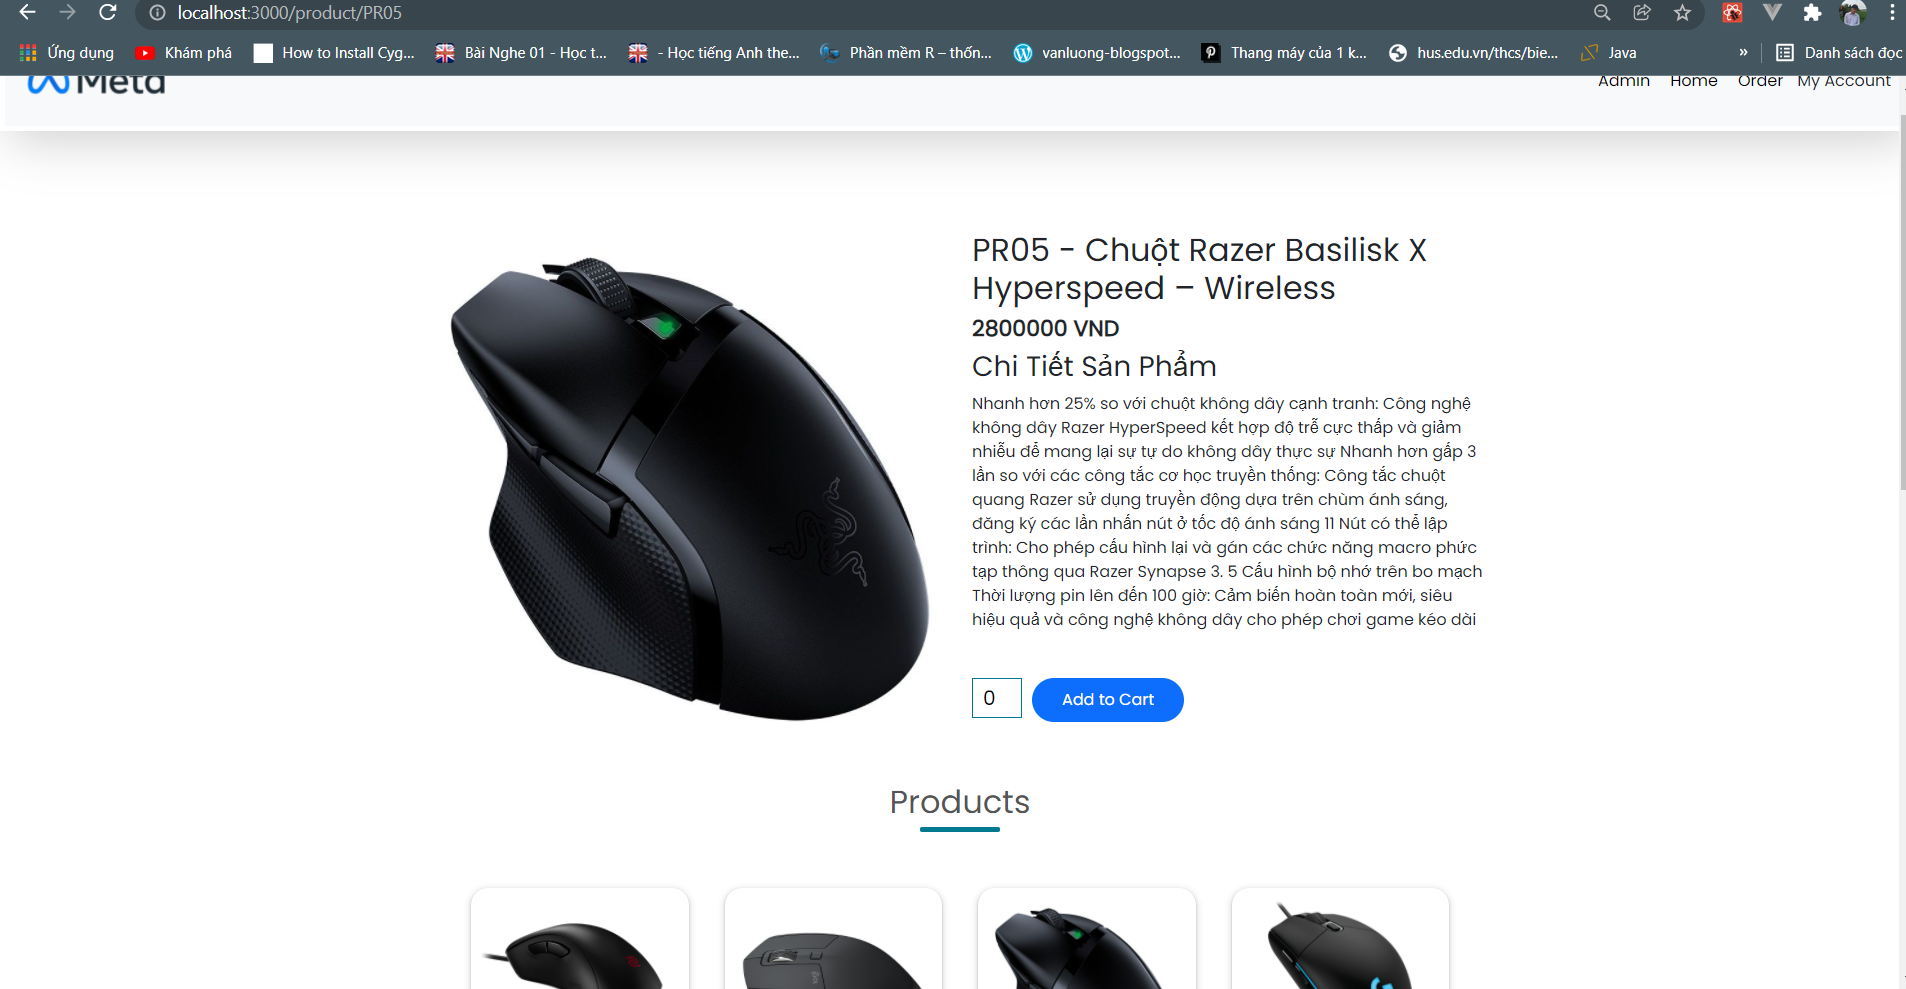 localhost:3000/product/PR05
Ứng dụng
Khám phá
How to Install Cyg...
Bài Nghe 01 - Học t...
- Học tiếng Anh the...
Phần mềm R – thốn...
vanluong-blogspot...
Thang máy của 1 k...
hus.edu.vn/thcs/bie...
Java
»
Danh sách đọc
Meta
Admin
Home
Order
My Account
PR05 - Chuột Razer Basilisk X
Hyperspeed – Wireless
2800000 VND
Chi Tiết Sản Phẩm
Nhanh hơn 25% so với chuột không dây cạnh tranh: Công nghệ
không dây Razer HyperSpeed kết hợp độ trễ cực thấp và giảm
nhiễu để mang lại sự tự do không dây thực sự Nhanh hơn gấp 3
lần so với các công tắc cơ học truyền thống: Công tắc chuột
quang Razer sử dụng truyền động dựa trên chùm ánh sáng,
đăng ký các lần nhấn nút ở tốc độ ánh sáng 11 Nút có thể lập
trình: Cho phép cấu hình lại và gán các chức năng macro phức
tạp thông qua Razer Synapse 3. 5 Cấu hình bộ nhớ trên bo mạch
Thời lượng pin lên đến 100 giờ: Cảm biến hoàn toàn mới, siêu
hiệu quả và công nghệ không dây cho phép chơi game kéo dài
0
Add to Cart
Products